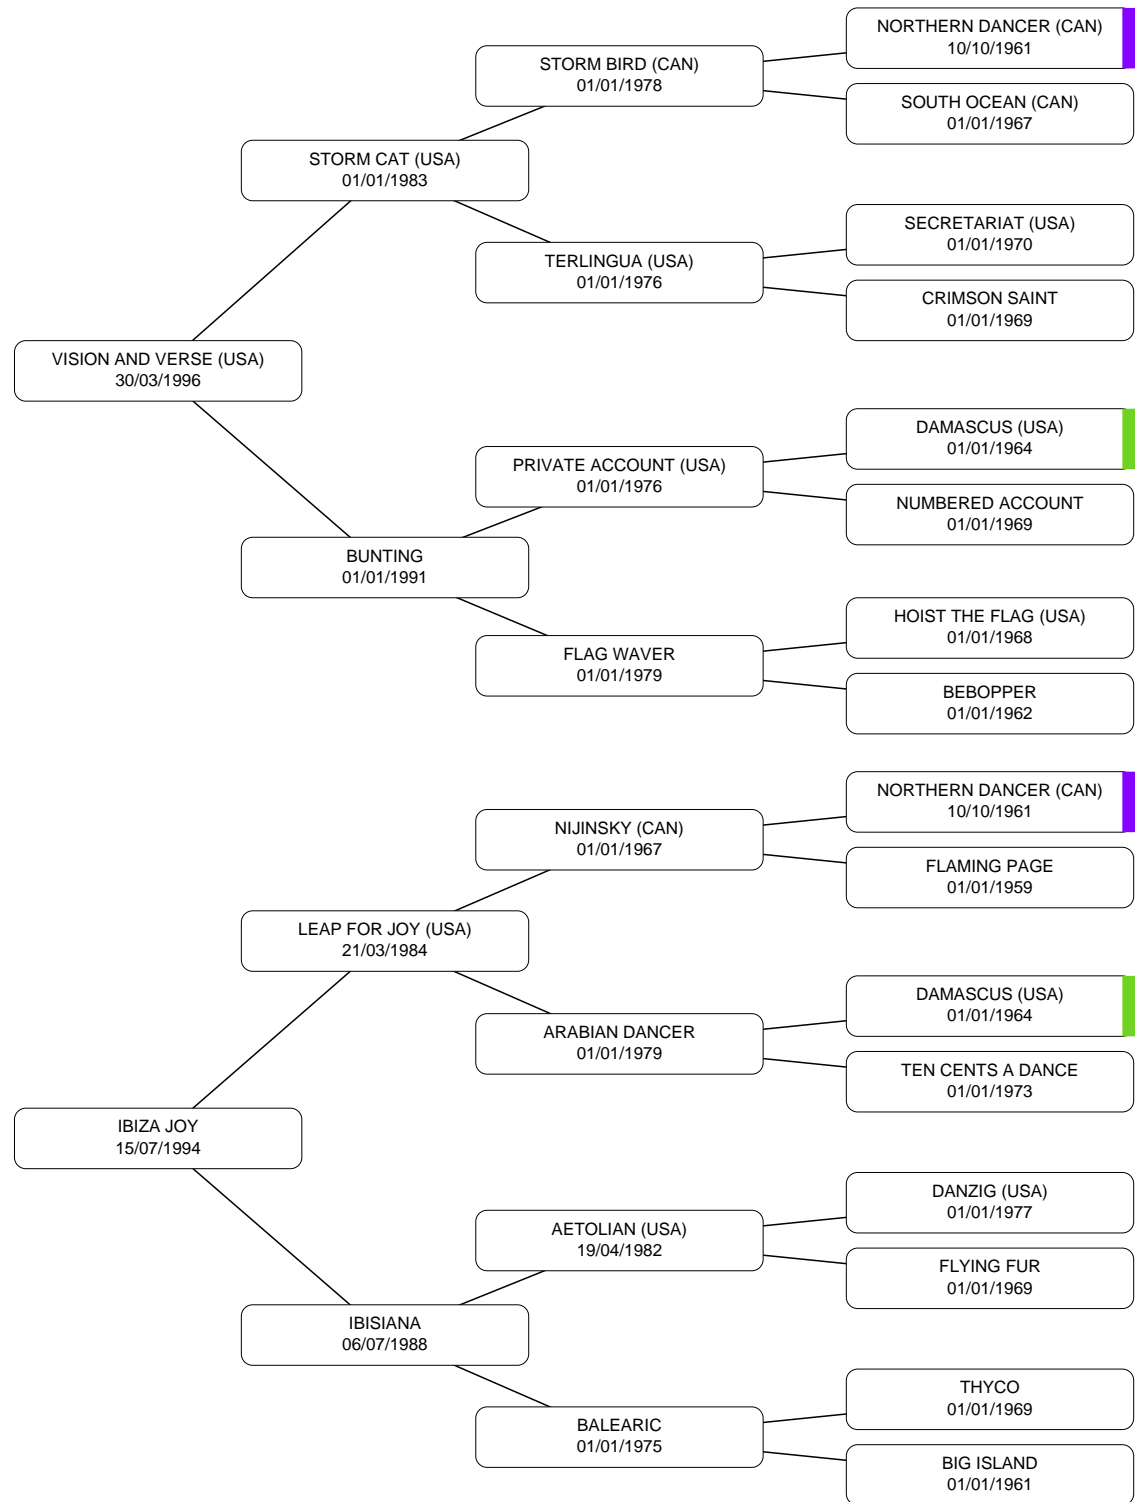 NORTHERN DANCER (CAN)
10/10/1961
STORM BIRD (CAN)
01/01/1978
SOUTH OCEAN (CAN)
01/01/1967
STORM CAT (USA)
01/01/1983
SECRETARIAT (USA)
01/01/1970
TERLINGUA (USA)
01/01/1976
CRIMSON SAINT
01/01/1969
VISION AND VERSE (USA)
30/03/1996
DAMASCUS (USA)
01/01/1964
PRIVATE ACCOUNT (USA)
01/01/1976
NUMBERED ACCOUNT
01/01/1969
BUNTING
01/01/1991
HOIST THE FLAG (USA)
01/01/1968
FLAG WAVER
01/01/1979
BEBOPPER
01/01/1962
NORTHERN DANCER (CAN)
10/10/1961
NIJINSKY (CAN)
01/01/1967
FLAMING PAGE
01/01/1959
LEAP FOR JOY (USA)
21/03/1984
DAMASCUS (USA)
01/01/1964
ARABIAN DANCER
01/01/1979
TEN CENTS A DANCE
01/01/1973
IBIZA JOY
15/07/1994
DANZIG (USA)
01/01/1977
AETOLIAN (USA)
19/04/1982
FLYING FUR
01/01/1969
IBISIANA
06/07/1988
THYCO
01/01/1969
BALEARIC
01/01/1975
BIG ISLAND
01/01/1961